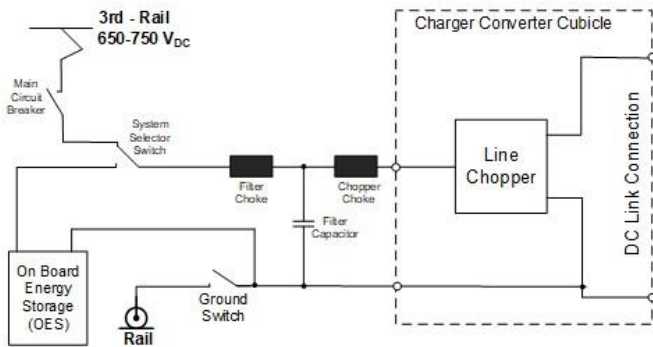 3rd - Rail
650-750 VDC
Charger Converter Cubicle
Main
Circuit
Breaker
System
Selector
Switch
Line
Chopper
DC Link Connection
Filter
Choke
Chopper
Choke
Filter
Capacitor
On Board
Energy
Storage
(OES)
Ground
Switch
Rail